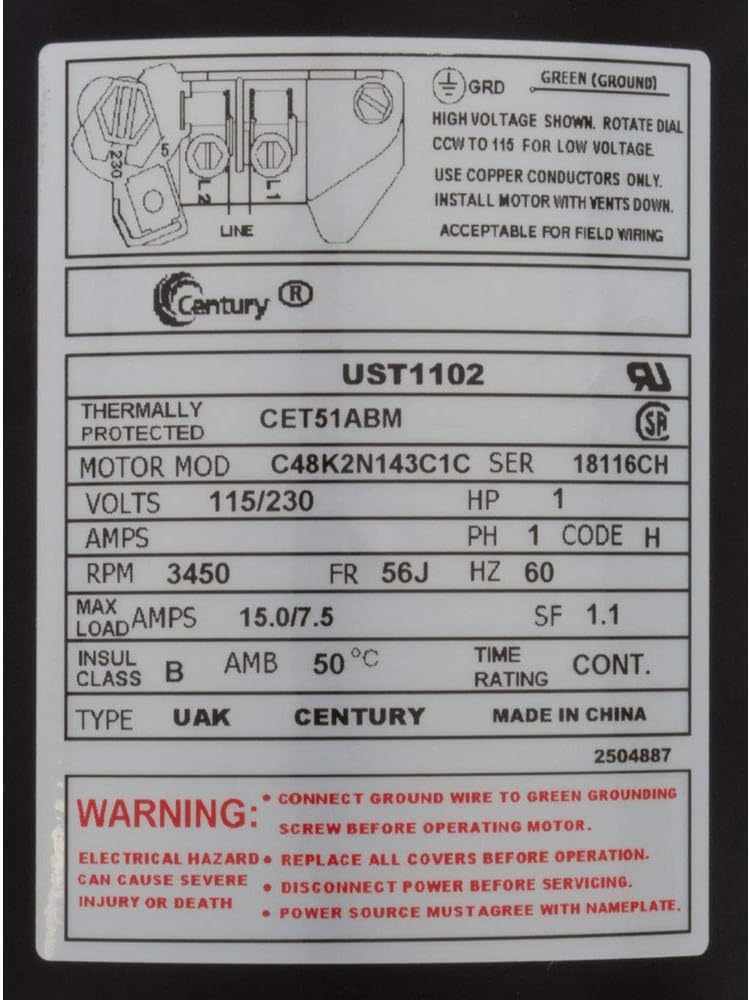 GRD GREEN (GROUND)
HIGH VOLTAGE SHOWN. ROTATE DIAL
CCW TO 115 FOR LOW VOLTAGE
USE COPPER CONDUCTORS ONLY.
INSTALL MOTOR WITH VENTS DOWN.
ACCEPTABLE FOR FIELD WIRING
230
5
L2 L1
LINE
Century ®
UST1102
THERMALLY
PROTECTED CET51ABM
MOTOR MOD C48K2N143C1C SER 18116CH
VOLTS 115/230 HP 1
AMPS PH 1 CODE H
RPM 3450 FR 56J HZ 60
MAX
LOAD AMPS 15.0/7.5 SF 1.1
INSUL
CLASS B AMB 50 °C TIME
RATING CONT.
TYPE UAK CENTURY MADE IN CHINA
2504887
WARNING:
ELECTRICAL HAZARD
CAN CAUSE SEVERE
INJURY OR DEATH
• CONNECT GROUND WIRE TO GREEN GROUNDING
SCREW BEFORE OPERATING MOTOR.
• REPLACE ALL COVERS BEFORE OPERATION.
• DISCONNECT POWER BEFORE SERVICING.
• POWER SOURCE MUST AGREE WITH NAMEPLATE.